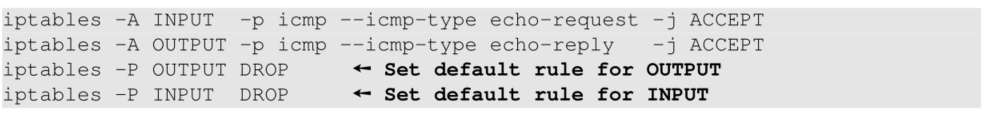 iptables -A INPUT  -p icmp --icmp-type echo-request -j ACCEPT
iptables -A OUTPUT -p icmp --icmp-type echo-reply   -j ACCEPT
iptables -P OUTPUT DROP     ← Set default rule for OUTPUT
iptables -P INPUT  DROP     ← Set default rule for INPUT